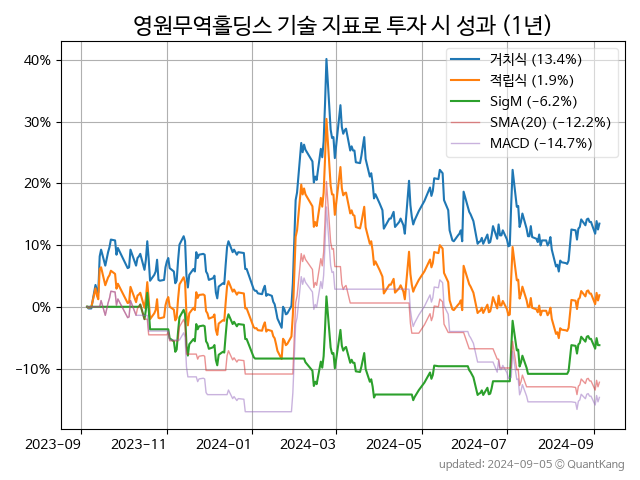 영원무역홀딩스 기술 지표로 투자 시 성과 (1년)
40%
30%
20%
10%
0%
−10%
거치식 (13.4%)
적립식 (1.9%)
SigM (−6.2%)
SMA(20) (−12.2%)
MACD (−14.7%)
2023−09
2023−11
2024−01
2024−03
2024−05
2024−07
2024−09
updated: 2024−09−05 © QuantKang